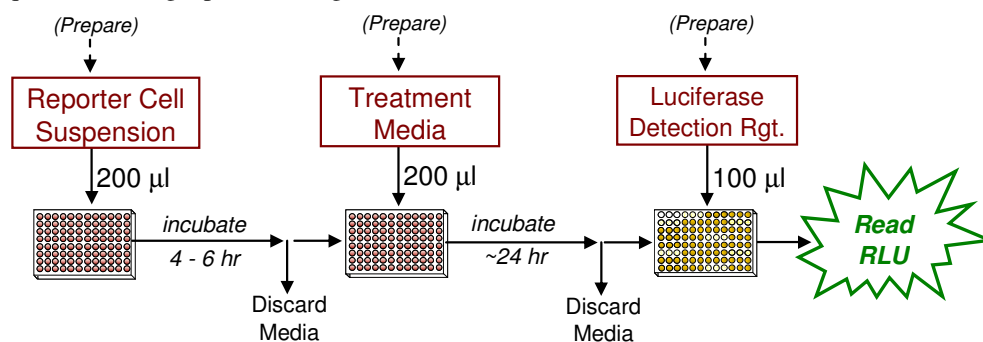 (Prepare)
(Prepare)
(Prepare)
Reporter Cell
Suspension
Treatment
Media
Luciferase
Detection Rgt.
200 µl
200 µl
100 µl
incubate
4 - 6 hr
incubate
~24 hr
Read
RLU
Discard
Media
Discard
Media